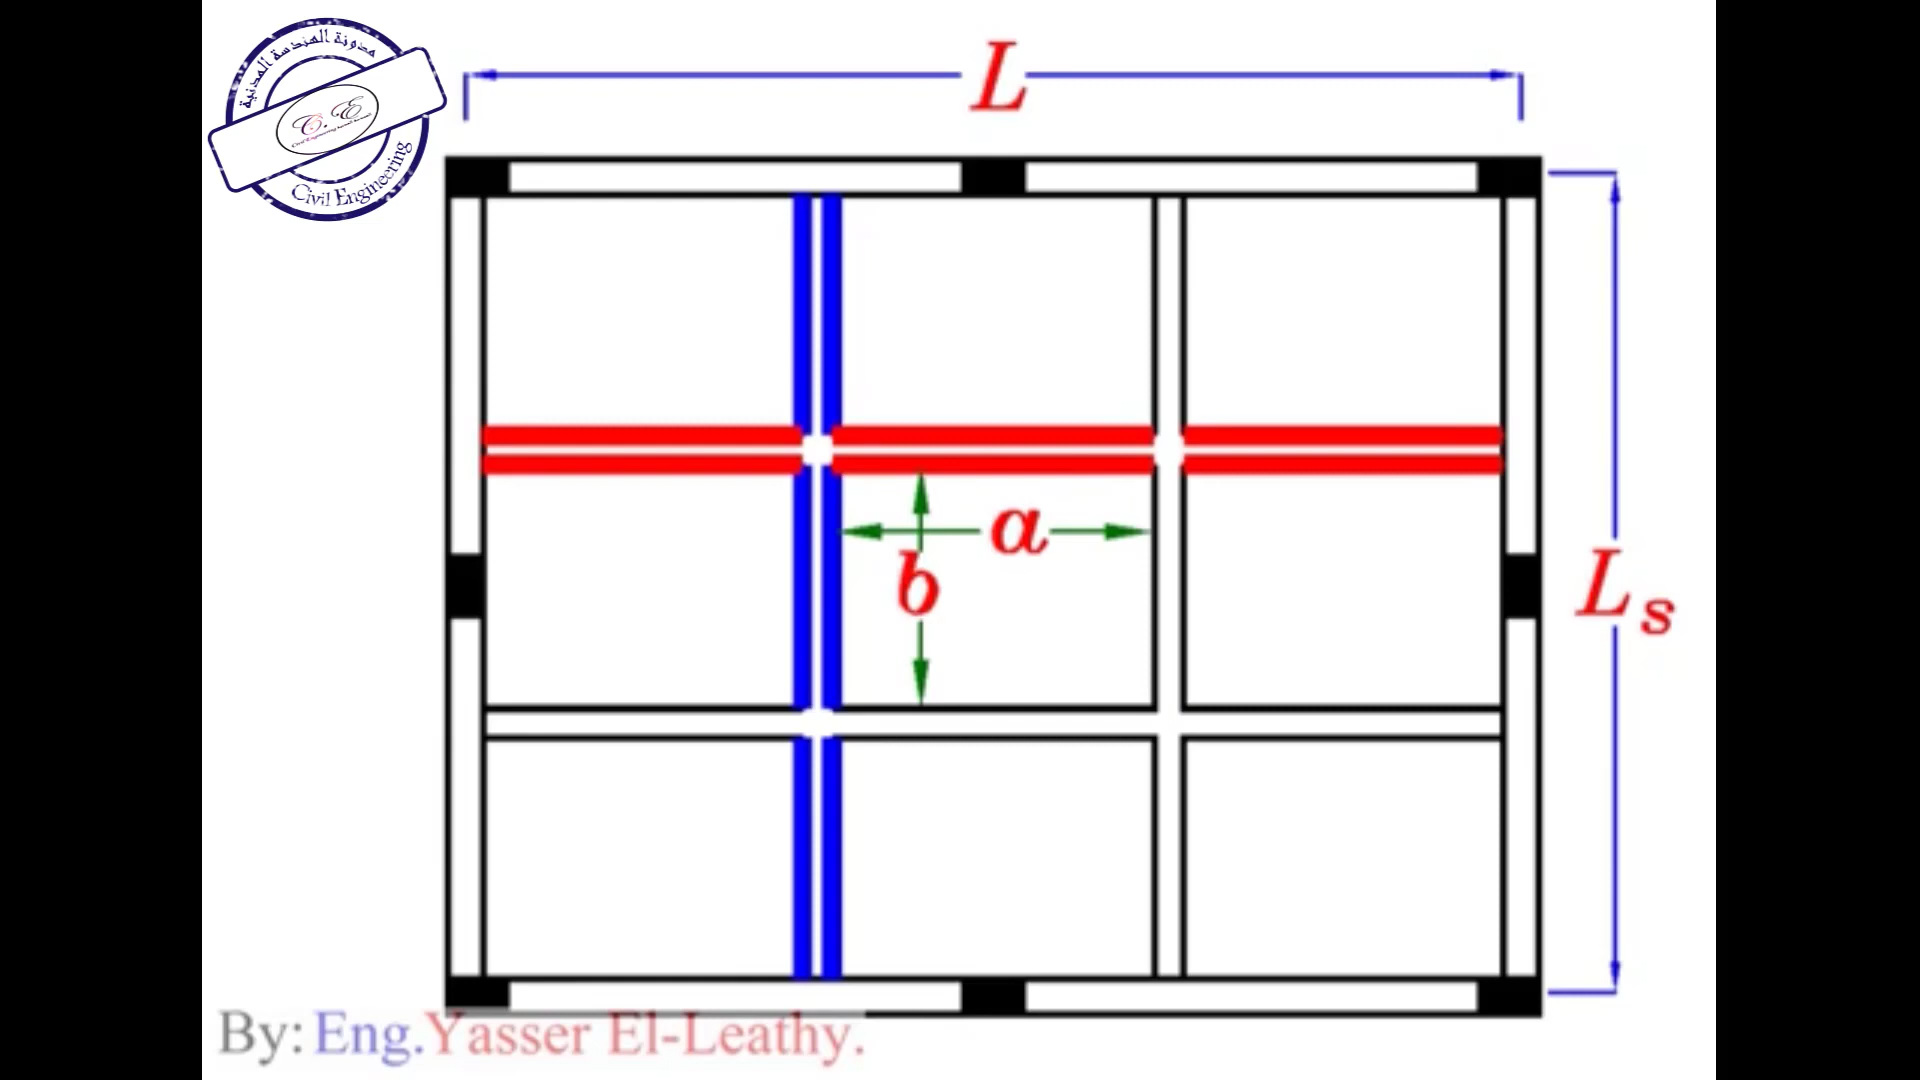 مدونة الهندسة المدنية
C.E
Civil Engineering
L
a
b
Ls
By: Eng.Yasser El-Leathy.